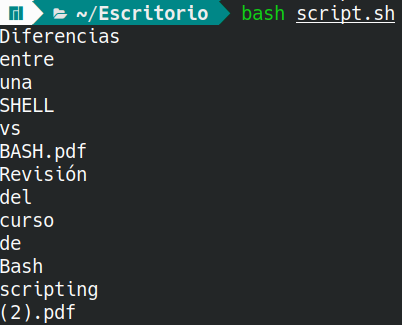 ~/Escritorio bash script.sh
Diferencias
entre
una
SHELL
vs
BASH.pdf
Revisión
del
curso
de
Bash
scripting
(2).pdf